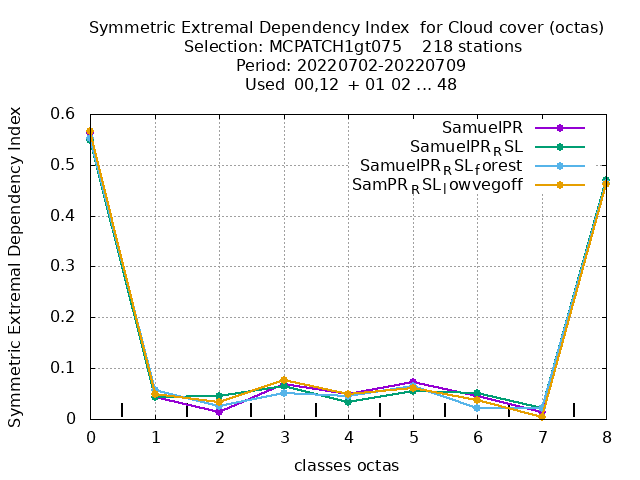 Symmetric Extremal Dependency Index  for Cloud cover (octas)
Selection: MCPATCH1gt075    218 stations
Period: 20220702-20220709
Used  00,12  + 01 02 ... 48
Symmetric Extremal Dependency Index
SamuelPR
SamuelPR_RSL
SamuelPR_RSL_forest
SamPR_RSL_lowvegoff
0.6
0.5
0.4
0.3
0.2
0.1
0
0 1 2 3 4 5 6 7 8
classes octas